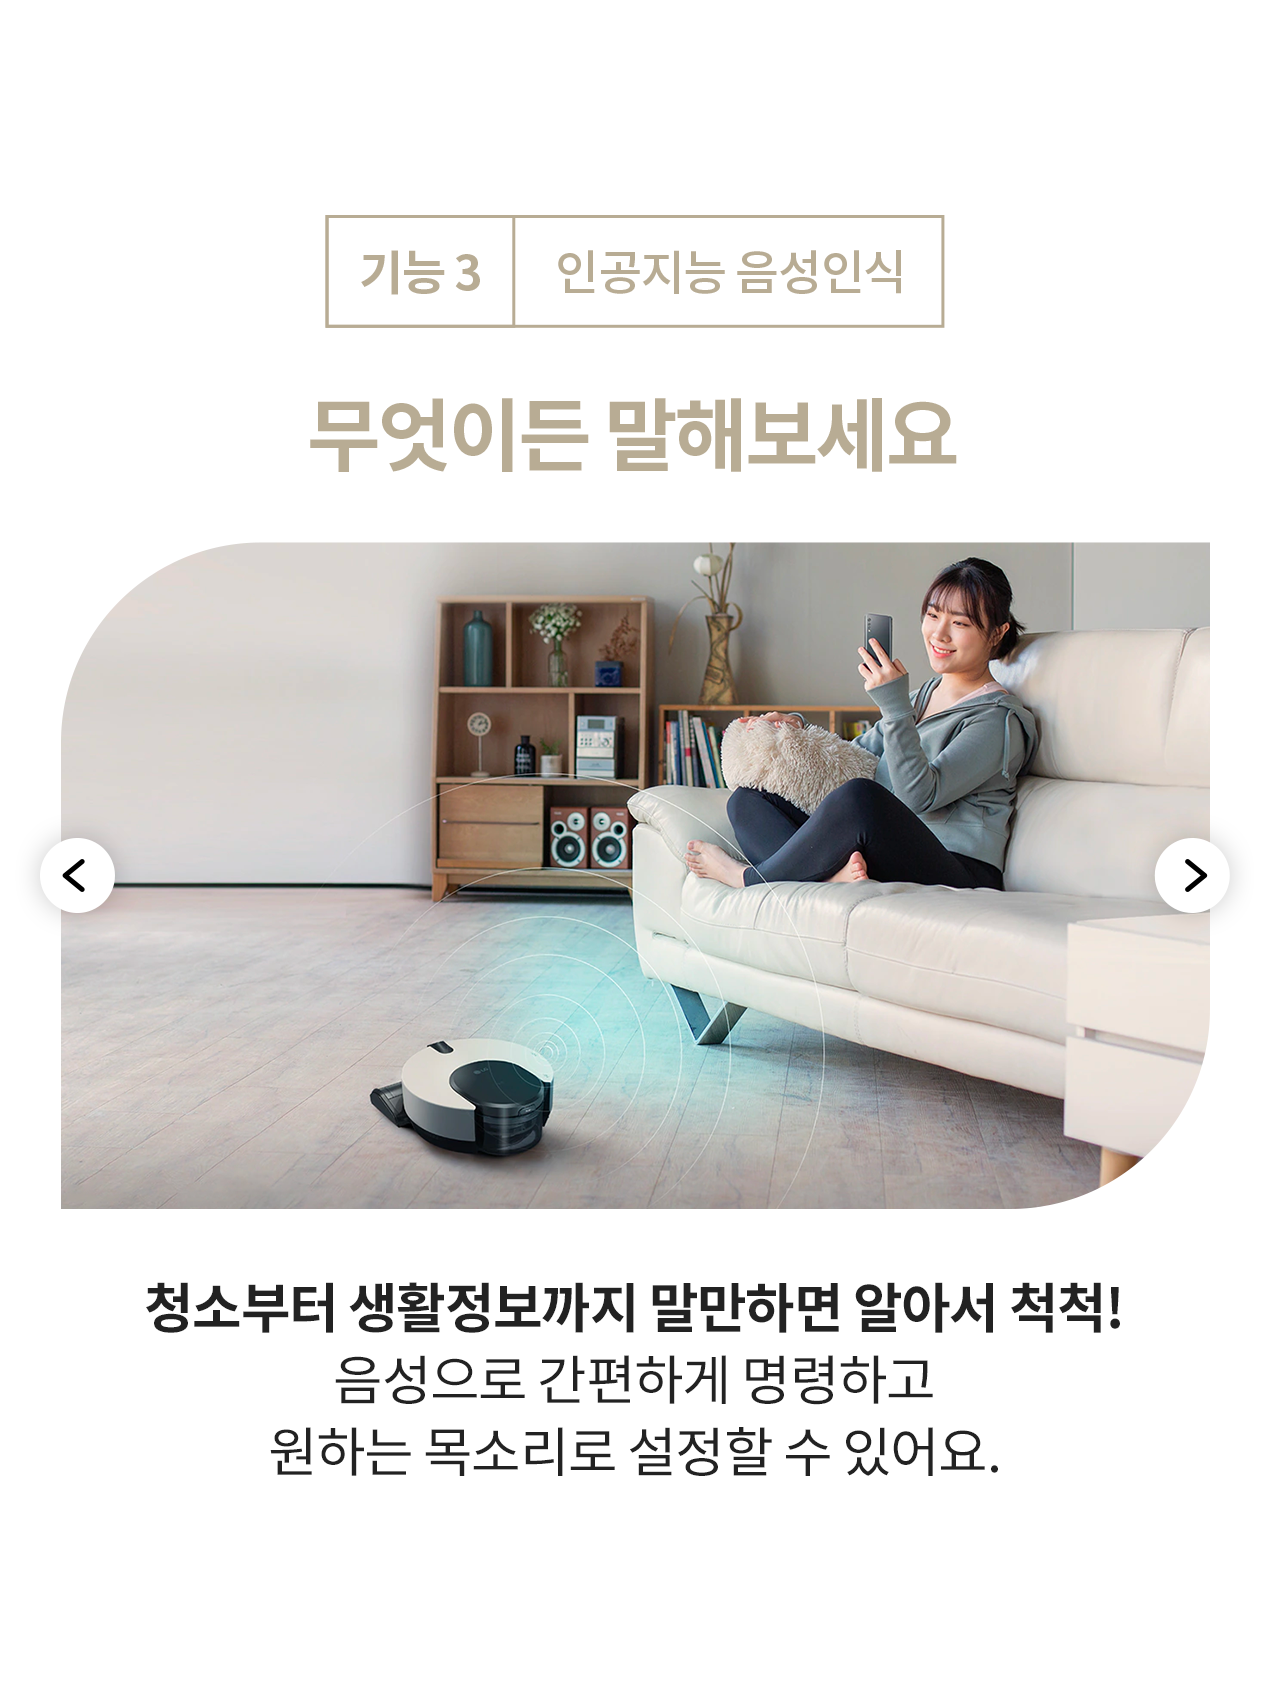 기능 3 인공지능 음성인식
무엇이든 말해보세요
청소부터 생활정보까지 말만하면 알아서 척척!
음성으로 간편하게 명령하고
원하는 목소리로 설정할 수 있어요.